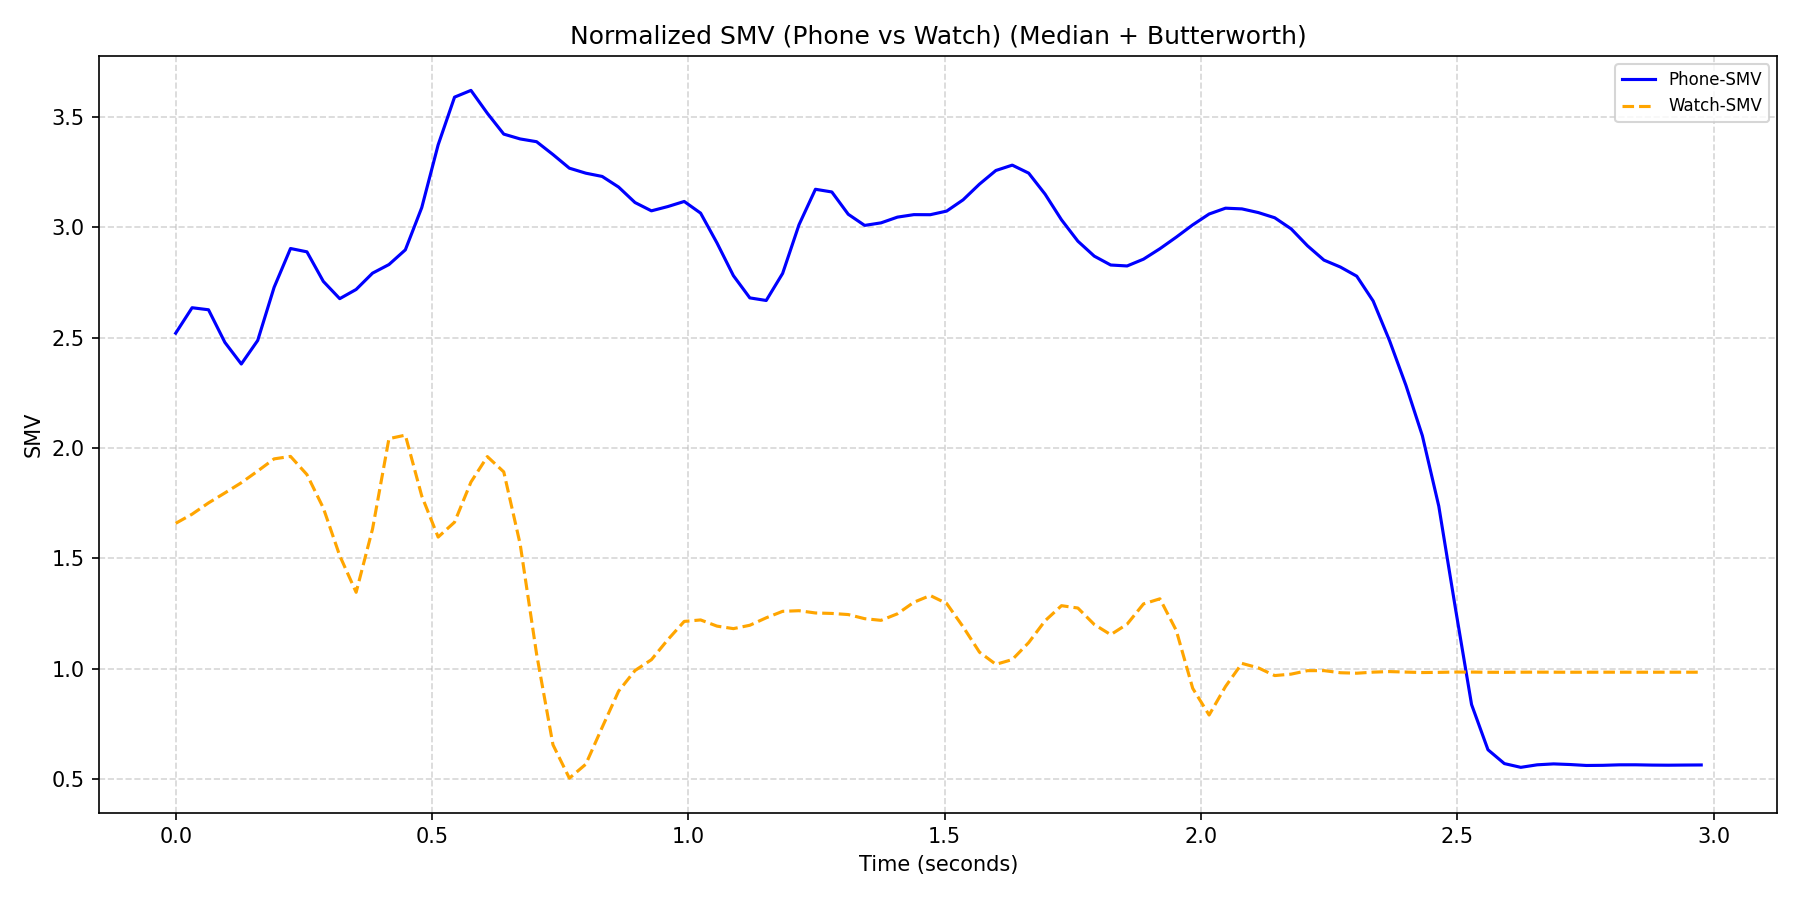 Normalized SMV (Phone vs Watch) (Median + Butterworth)
Phone-SMV
Watch-SMV
SMV
3.5
3.0
2.5
2.0
1.5
1.0
0.5
0.0 0.5 1.0 1.5 2.0 2.5 3.0
Time (seconds)